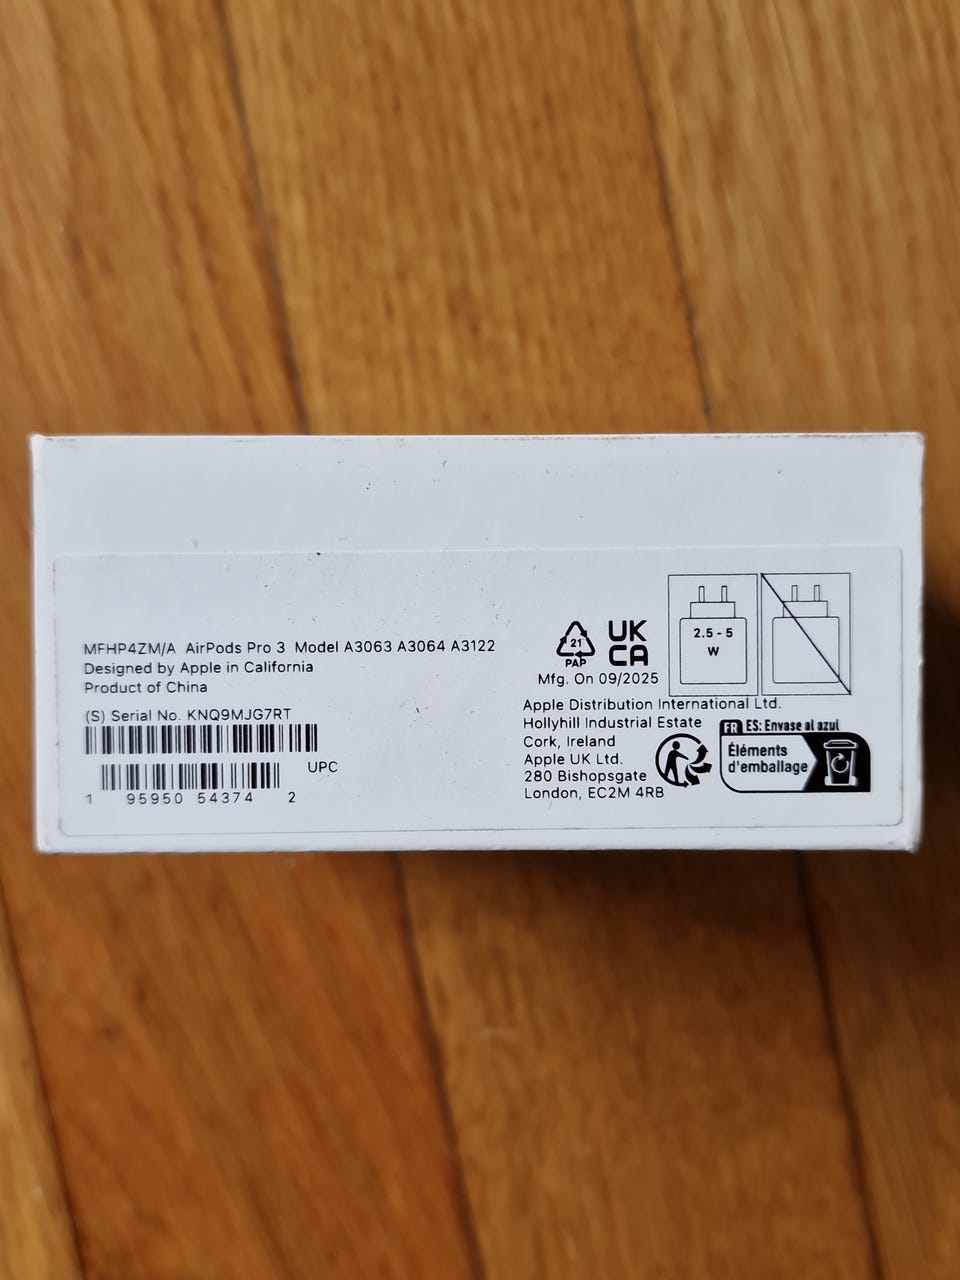 MFHP4ZM/A AirPods Pro 3 Model A3063 A3064 A3122
Designed by Apple in California
Product of China
(S) Serial No. KNQ9MJG7RT
UPC
1 95950 54374 2
21
PAP
UK
CA
Mfg. On 09/2025
2.5 - 5
W
Apple Distribution International Ltd.
Hollyhill Industrial Estate
Cork, Ireland
Apple UK Ltd.
280 Bishopsgate
London, EC2M 4RB
FR ES: Envase al azul
Éléments
d'emballage